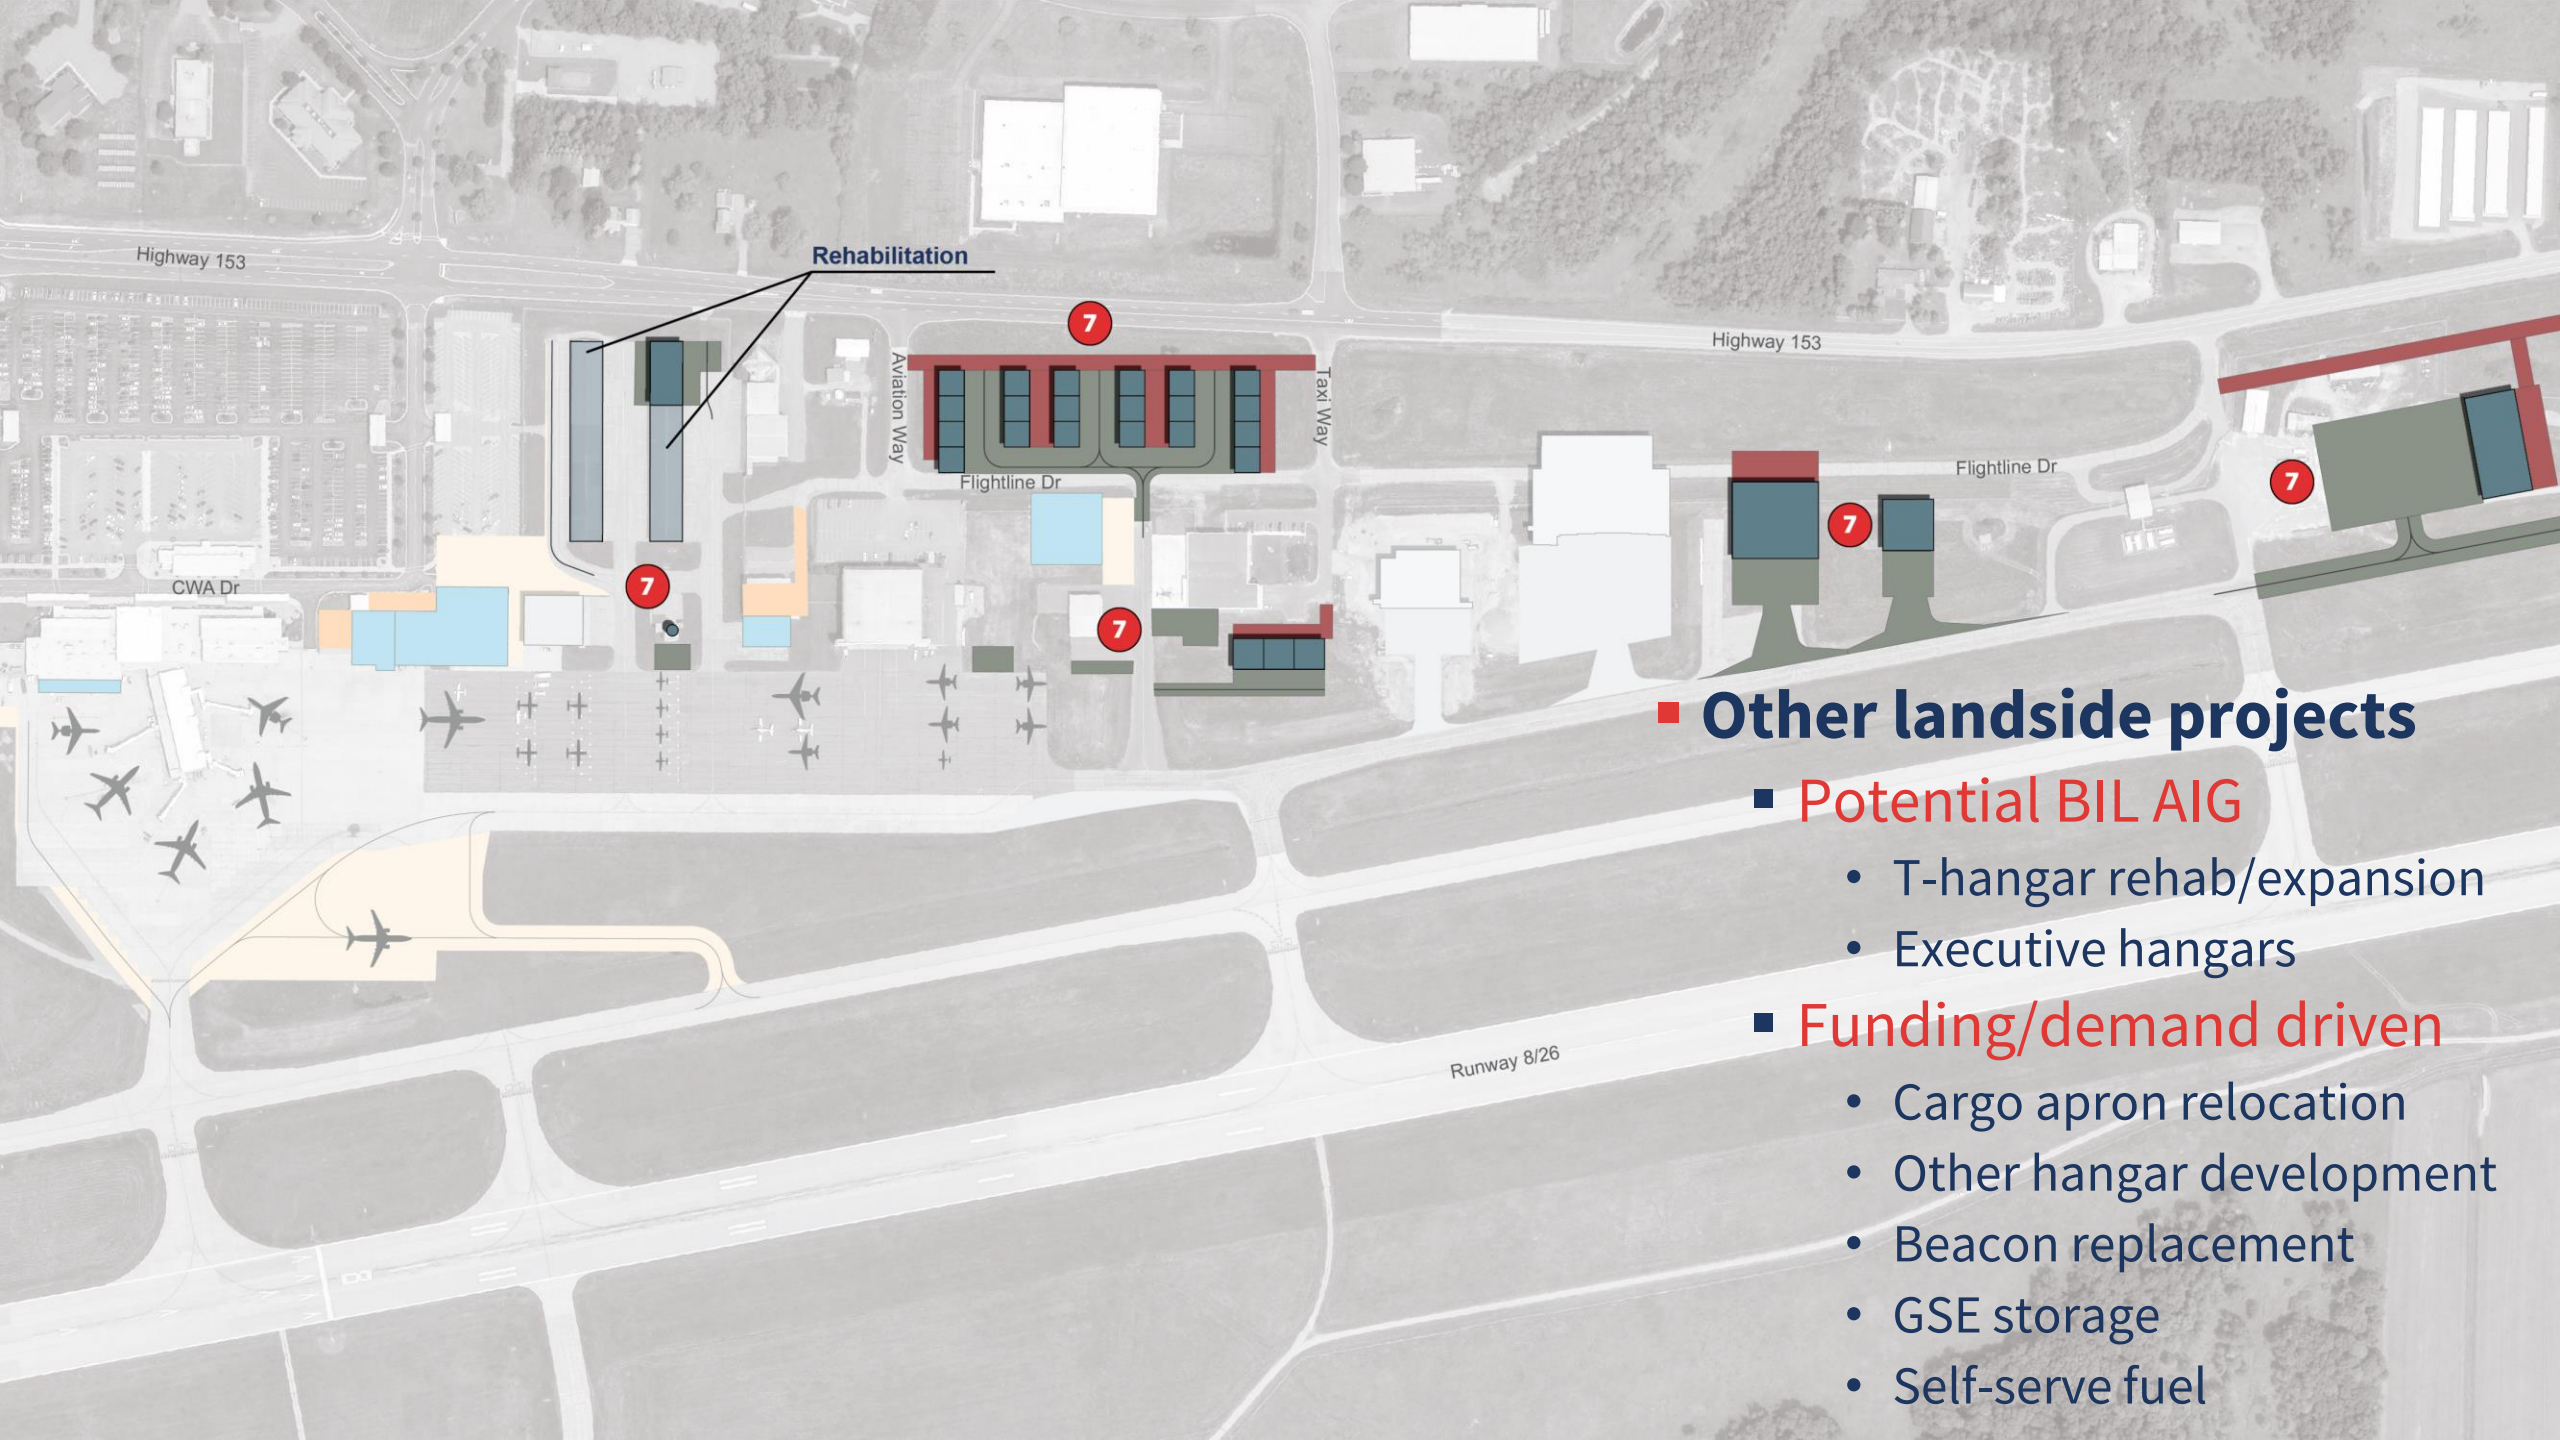 Highway 153
Rehabilitation
7
Highway 153
Aviation Way
Taxi Way
Flightline Dr
Flightline Dr
7
7
CWA Dr
7
7
Other landside projects
Potential BIL AIG
• T-hangar rehab/expansion
• Executive hangars
Funding/demand driven
Runway 8/26
• Cargo apron relocation
• Other hangar development
• Beacon replacement
• GSE storage
• Self-serve fuel
8